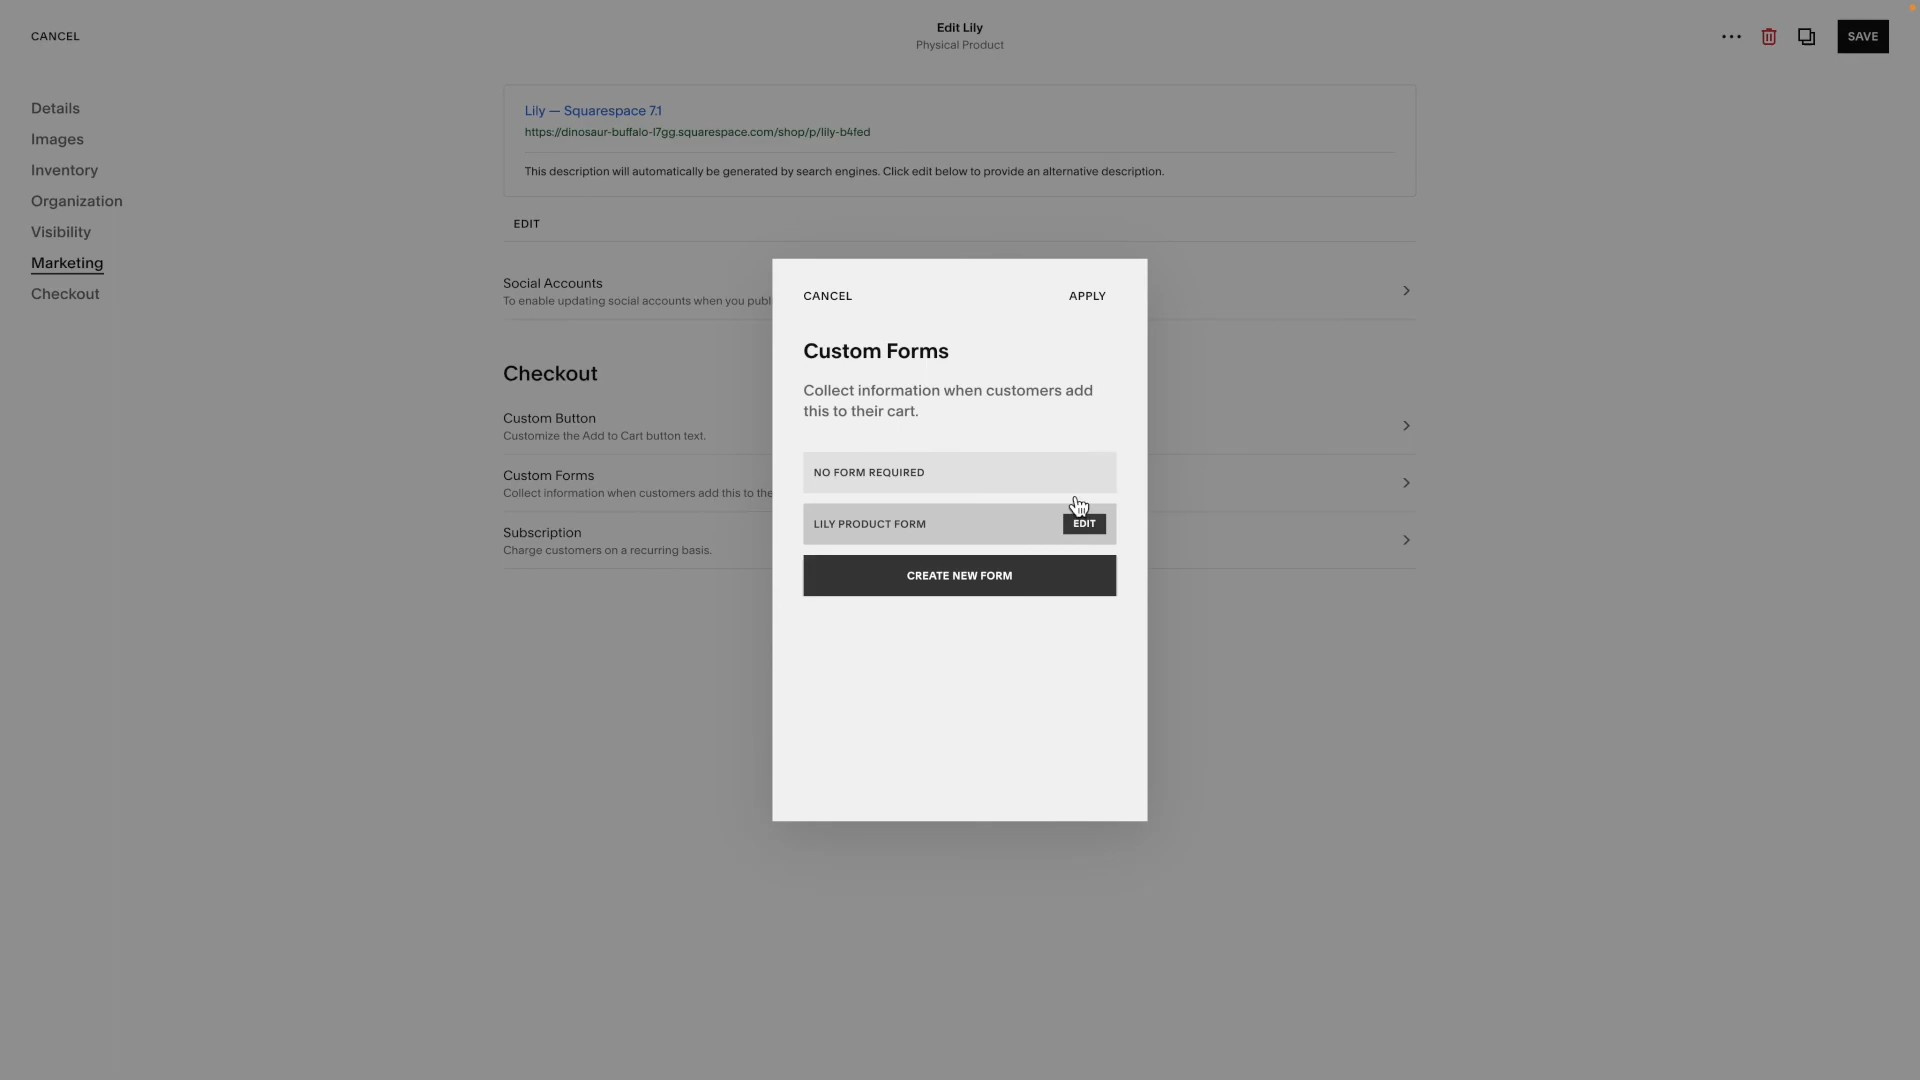 CANCEL
Edit Lily
Physical Product
SAVE
Details
Images
Inventory
Organization
Visibility
Marketing
Checkout
Lily — Squarespace 7.1
https://dinosaur-buffalo-l7gg.squarespace.com/shop/p/lily-b4fed
This description will automatically be generated by search engines. Click edit below to provide an alternative description.
EDIT
Social Accounts
To enable updating social accounts when you publ
Checkout
Custom Button
Customize the Add to Cart button text.
Custom Forms
Collect information when customers add this to the
Subscription
Charge customers on a recurring basis.
CANCEL
APPLY
Custom Forms
Collect information when customers add
this to their cart.
NO FORM REQUIRED
LILY PRODUCT FORM
EDIT
CREATE NEW FORM